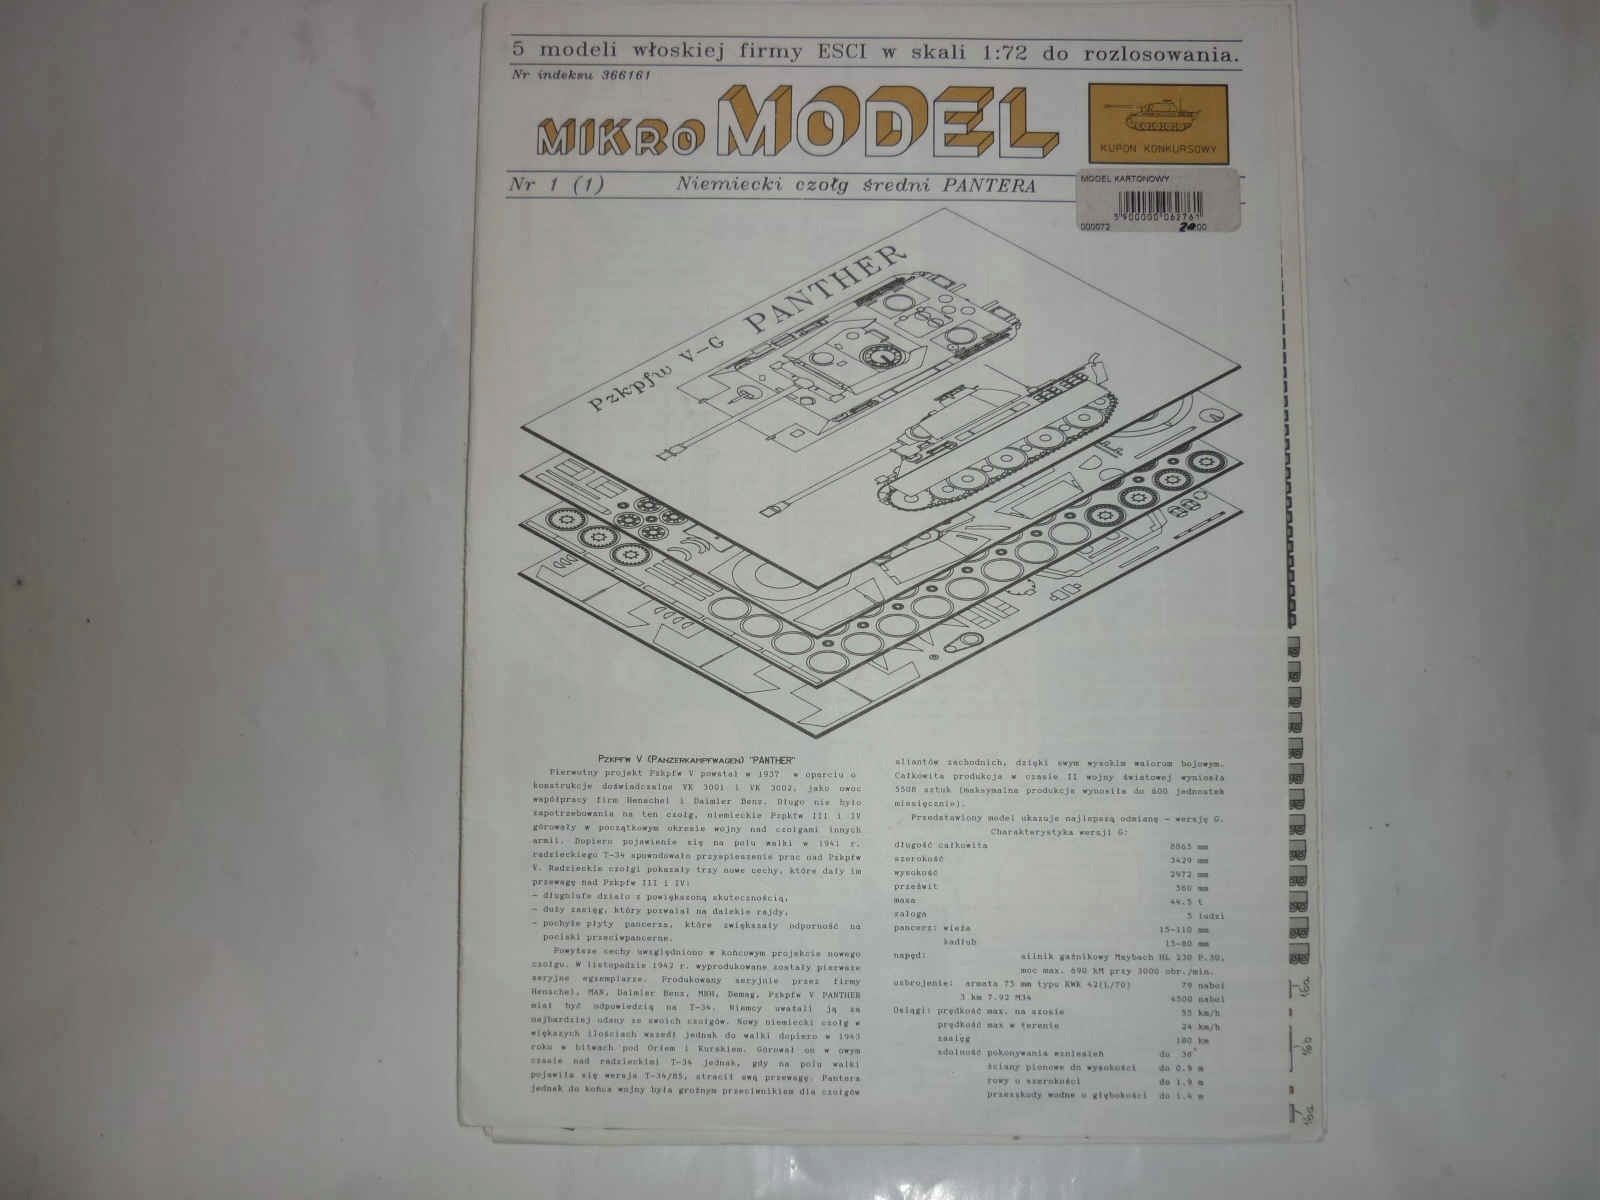 5 modeli włoskiej firmy ESCI w skali 1:72 do rozlosowania.
Nr indeksu 366161
MIKRO MODEL
KUPON KONKURSOWY
Nr 1 (1) Niemiecki czołg średni PANTERA
MODEL KARTONOWY
5 900000 062761
000072 20 00
Pzkpfw V-G PANTHER
PZKPFW V (PANZERKAMPFWAGEN) "PANTHER"
Pierwotny projekt Pzkpfw V powstał w 1937 w oparciu o
konstrukcje doświadczalne VK 3001 i VK 3002, jako owoc
współpracy firm Henschel i Daimler Benz. Długo nie było
zapotrzebowania na ten czołg, niemieckie Pzpkfw III i IV
górowały w początkowym okresie wojny nad czołgami innych
armii. Dopiero pojawienie się na polu walki w 1941 r.
radzieckiego T-34 spowodowało przyspieszenie prac nad Pzkpfw
V. Radzieckie czołgi pokazały trzy nowe cechy, które dały im
przewagę nad Pzkpfw III i IV:
- długolufe działo z powiększoną skutecznością,
- duży zasięg, który pozwalał na dalekie rajdy,
- pochyłe płyty pancerza, które zwiększały odporność na
pociski przeciwpancerne.
Powyższe cechy uwzględniono w końcowym projekcie nowego
czołgu. W listopadzie 1942 r. wyprodukowane zostały pierwsze
seryjne egzemplarze. Produkowany seryjnie przez firmy
Henschel, MAN, Daimler Benz, MNH, Demag, Pzkpfw V PANTHER
miał być odpowiedzią na T-34. Niemcy uważali ją za
najbardziej udany ze swoich czołgów. Nowy niemiecki czołg w
większych ilościach wszedł jednak do walki dopiero w 1943
roku w bitwach pod Orłem i Kurskiem. Górował on w owym
czasie nad radzieckimi T-34 jednak, gdy na polu walki
pojawiła się wersja T-34/85, stracił swą przewagę. Pantera
jednak do końca wojny była groźnym przeciwnikiem dla czołgów
aliantów zachodnich, dzięki swym wysokim walorom bojowym.
Całkowita produkcja w czasie II wojny światowej wyniosła
5508 sztuk (maksymalna produkcja wynosiła do 600 jednostek
miesięcznie).
Przedstawiony model ukazuje najlepszą odmianę - wersję G.
Charakterystyka wersji G:
długość całkowita 8865 mm
szerokość 3429 mm
wysokość 2972 mm
prześwit 560 mm
masa 44.5 t
załoga 5 ludzi
pancerz: wieża 15-110 mm
kadłub 15-80 mm
napęd: silnik gaźnikowy Maybach HL 230 P.30,
moc max. 690 kM przy 3000 obr./min.
uzbrojenie: armata 75 mm typu KWK 42(L/70) 79 naboi
3 km 7.92 M34 4500 naboi
Osiągi: prędkość max. na szosie 55 km/h
prędkość max w terenie 24 km/h
zasięg 180 km
zdolność pokonywania wzniesień do 36°
ściany pionowe do wysokości do 0.9 m
rowy o szerokości do 1.9 m
przeszkody wodne o głębokości do 1.4 m
16a
16b
16a